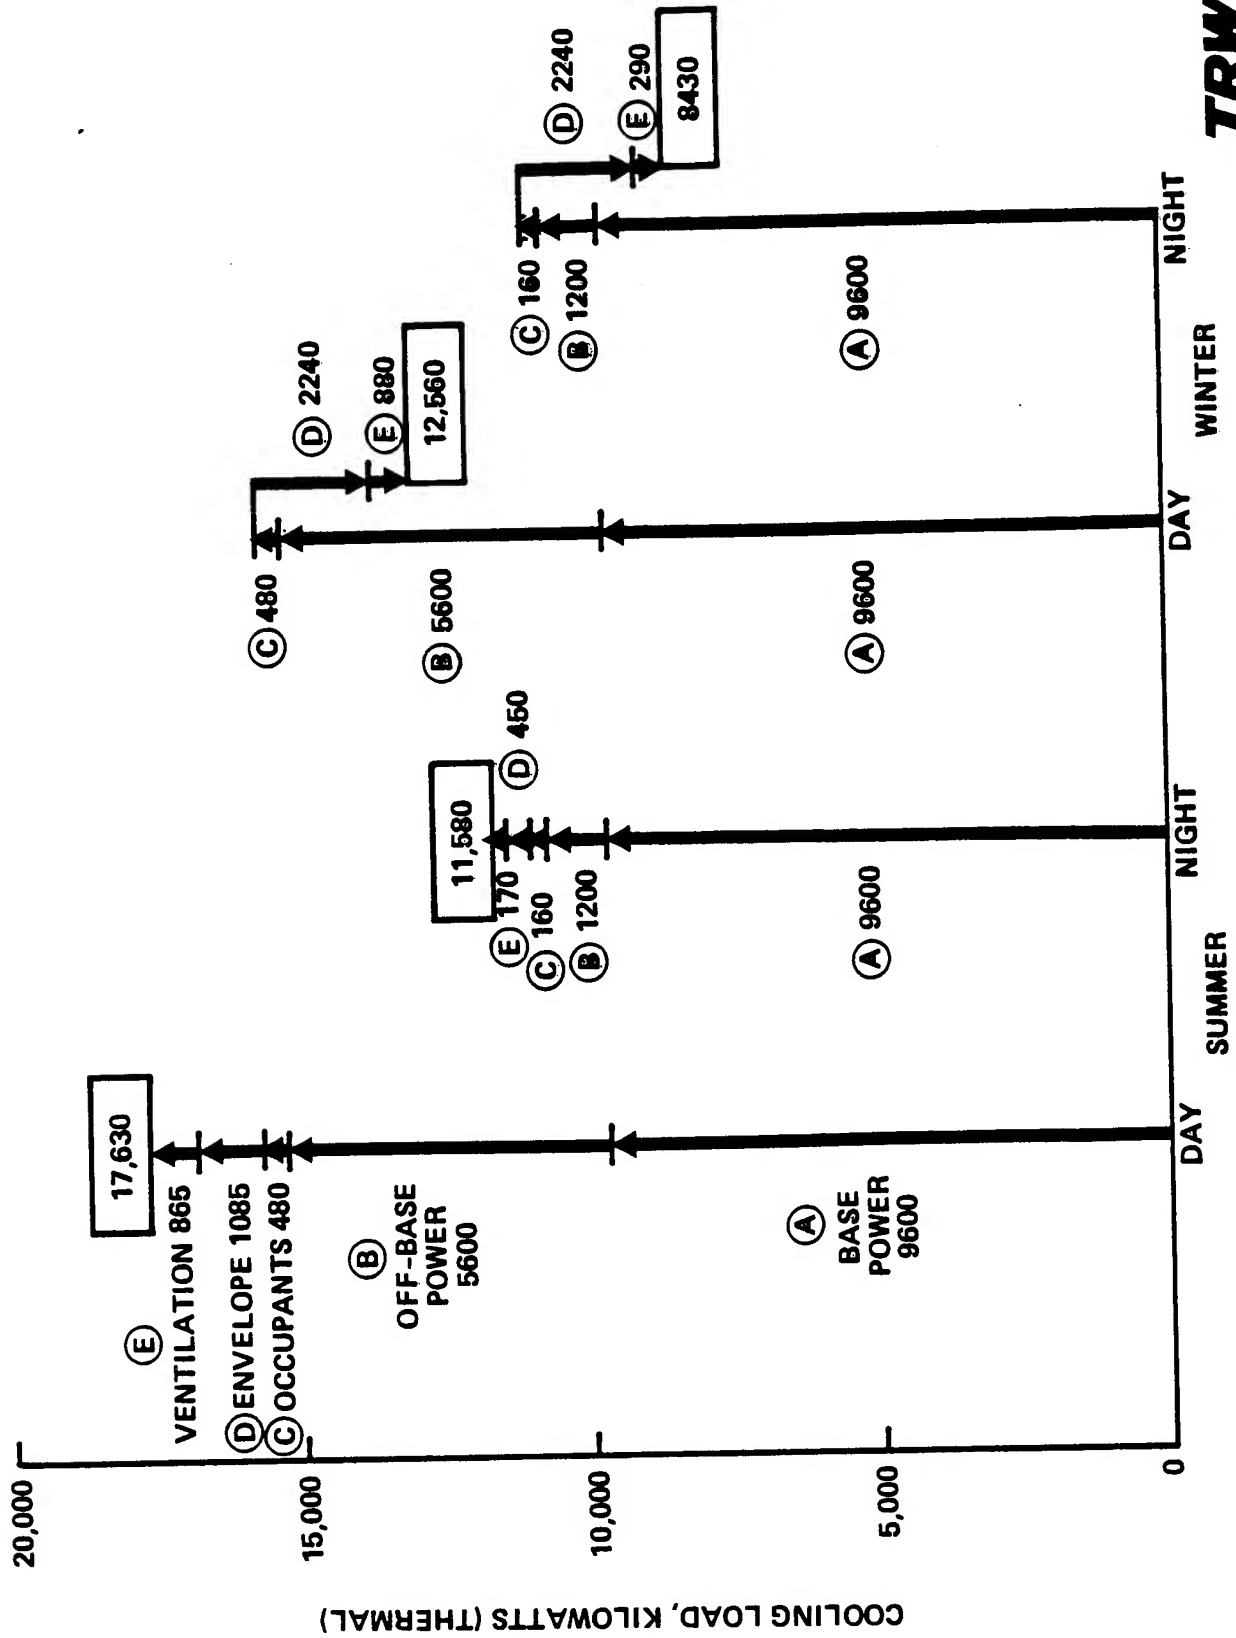 COOLING LOAD, KILOWATTS (THERMAL)
20,000
15,000
10,000
5,000
0
17,630
E
VENTILATION 865
D ENVELOPE 1085
C OCCUPANTS 480
B
OFF-BASE
POWER
5600
A
BASE
POWER
9600
DAY
11,580
E 170
D 450
C 160
B 1200
A 9600
NIGHT
SUMMER
C 480
D 2240
E 880
12,560
B 5600
A 9600
DAY
C 160
D 2240
E 290
8430
B 1200
A 9600
NIGHT
WINTER
TRW